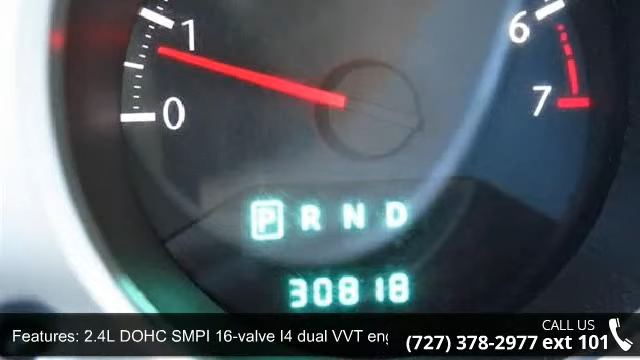 1
6
0
7
P R N D
30818
CALL US
Features: 2.4L DOHC SMPI 16-valve I4 dual VVT eng
(727) 378-2977 ext 101